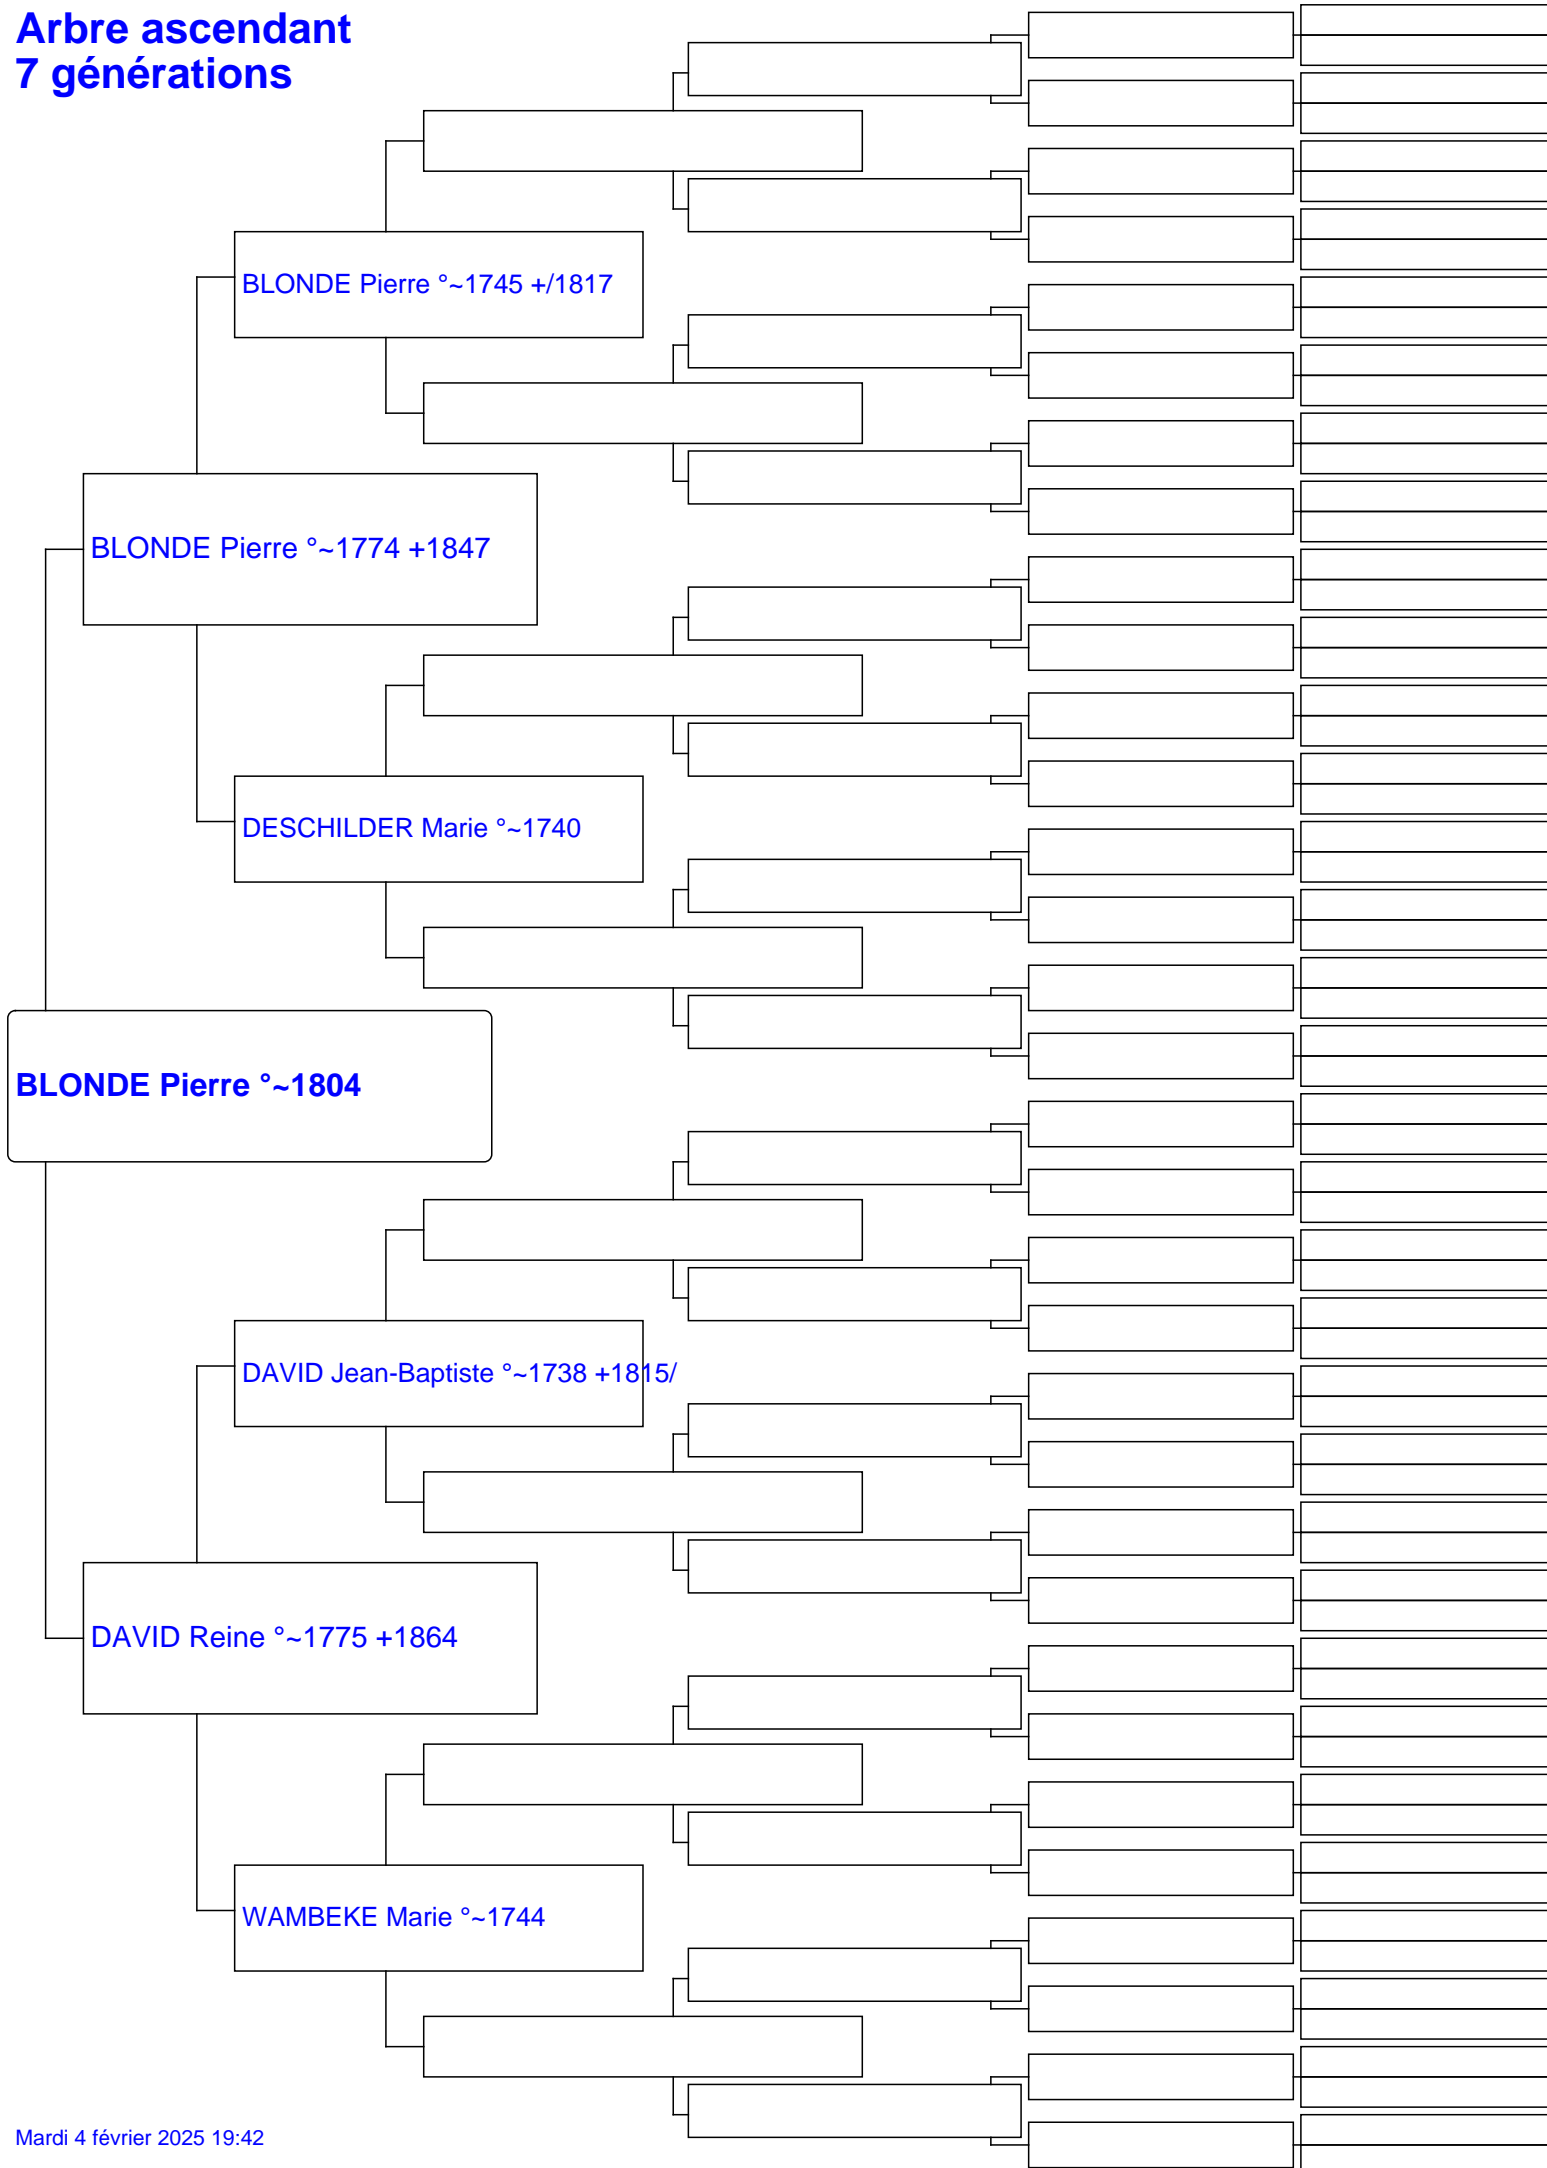 Arbre ascendant
7 générations
BLONDE Pierre °~1745 +/1817
BLONDE Pierre °~1774 +1847
DESCHILDER Marie °~1740
BLONDE Pierre °~1804
DAVID Jean-Baptiste °~1738 +1815/
DAVID Reine °~1775 +1864
WAMBEKE Marie °~1744
Mardi 4 février 2025 19:42